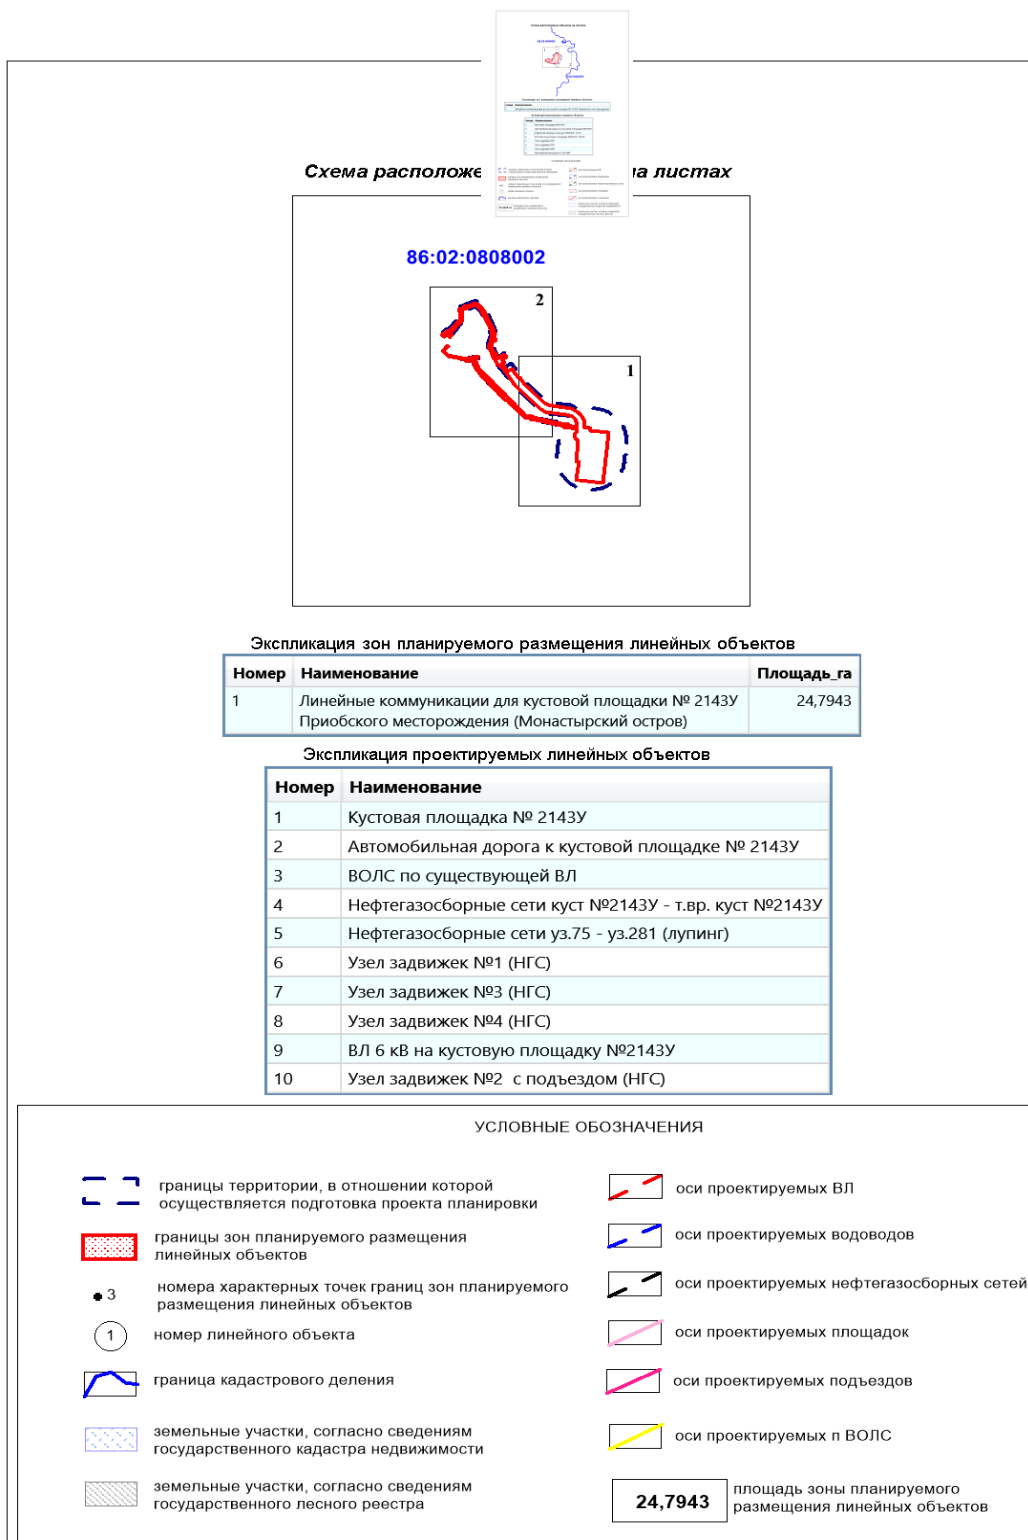 Схема расположе
а листах
86:02:0808002
2
1
Экспликация зон планируемого размещения линейных объектов
Номер Наименование Площадь_га
1 Линейные коммуникации для кустовой площадки № 2143У 24,7943
Приобского месторождения (Монастырский остров)
Экспликация проектируемых линейных объектов
Номер Наименование
1 Кустовая площадка № 2143У
2 Автомобильная дорога к кустовой площадке № 2143У
3 ВОЛС по существующей ВЛ
4 Нефтегазосборные сети куст №2143У - т.вр. куст №2143У
5 Нефтегазосборные сети уз.75 - уз.281 (лупинг)
6 Узел задвижек №1 (НГС)
7 Узел задвижек №3 (НГС)
8 Узел задвижек №4 (НГС)
9 ВЛ 6 кВ на кустовую площадку №2143У
10 Узел задвижек №2 с подъездом (НГС)
УСЛОВНЫЕ ОБОЗНАЧЕНИЯ
границы территории, в отношении которой
осуществляется подготовка проекта планировки
границы зон планируемого размещения
линейных объектов
3
номера характерных точек границ зон планируемого
размещения линейных объектов
1
номер линейного объекта
граница кадастрового деления
земельные участки, согласно сведениям
государственного кадастра недвижимости
земельные участки, согласно сведениям
государственного лесного реестра
оси проектируемых ВЛ
оси проектируемых водоводов
оси проектируемых нефтегазосборных сетей
оси проектируемых площадок
оси проектируемых подъездов
оси проектируемых п ВОЛС
24,7943
площадь зоны планируемого
размещения линейных объектов